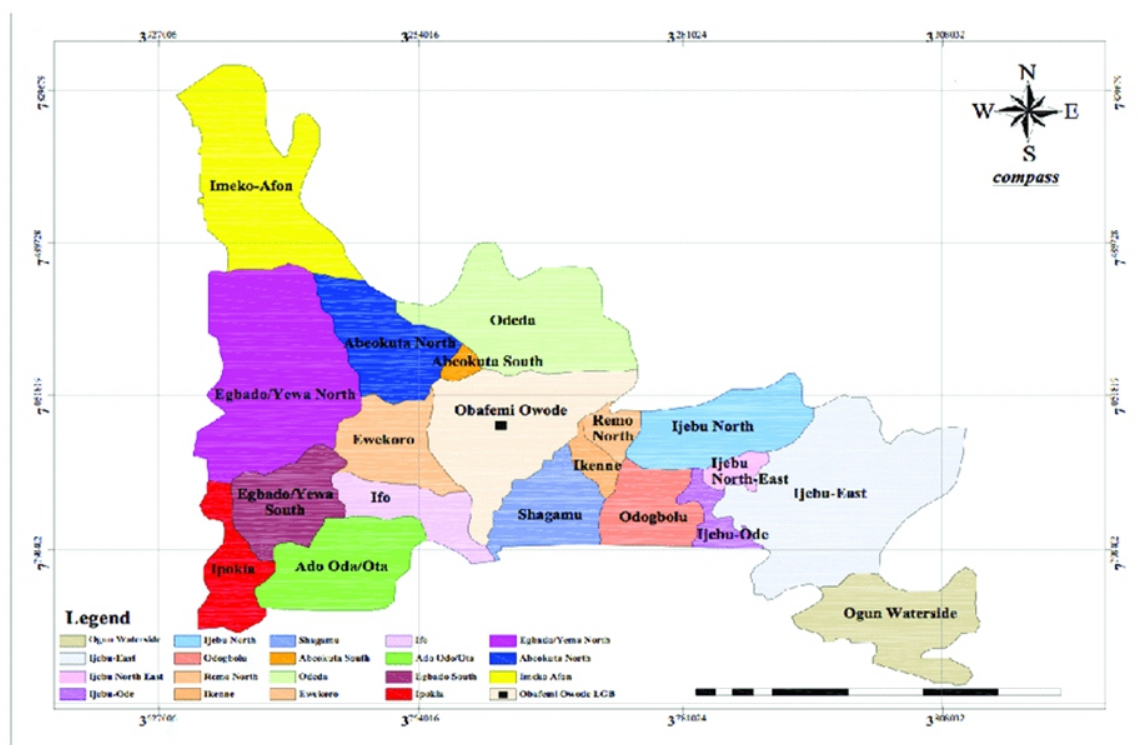 N
W E
S
compass
Imeko-Afon
Odeda
Abeokuta North
Abeokuta South
Egbado/Yewa North
Obafemi Owode
Remo
North
Ijebu North
Ewekoro
Ikenne
Ijebu
North-East
Ijebu-East
Egbado/Yewa
South
Ifo
Shagamu
Odogbolu
Ijebu-Ode
Ipokia
Ado Oda/Ota
Ogun Waterside
Legend
Ogun Waterside
Ijebu North
Shagamu
Ifo
Egbado/Yema North
Ijebu-East
Odogbolu
Abeokuta South
Ado Odo/Ota
Abeokuta North
Ijebu North East
Remo North
Odeda
Egbado South
Imeko Afon
Ijebu-Ode
Ikenne
Ewekoro
Ipokia
Obafemi Owode LGB